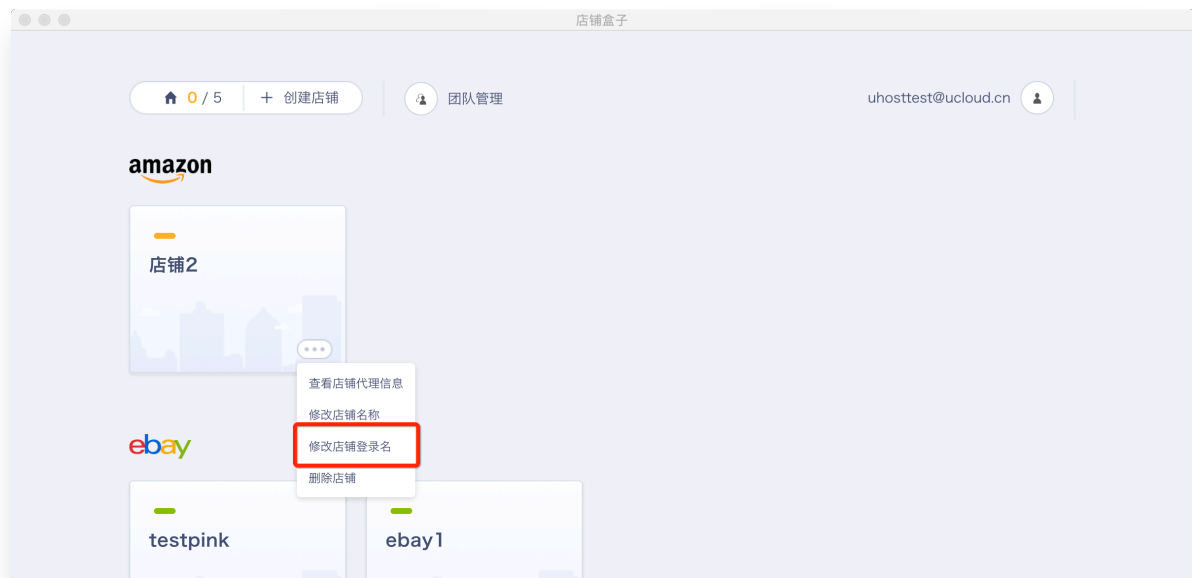 店铺盒子
0 / 5 + 创建店铺 团队管理 uhosttest@ucloud.cn
amazon
店铺2
查看店铺代理信息
修改店铺名称
修改店铺登录名
删除店铺
ebay
testpink ebay1